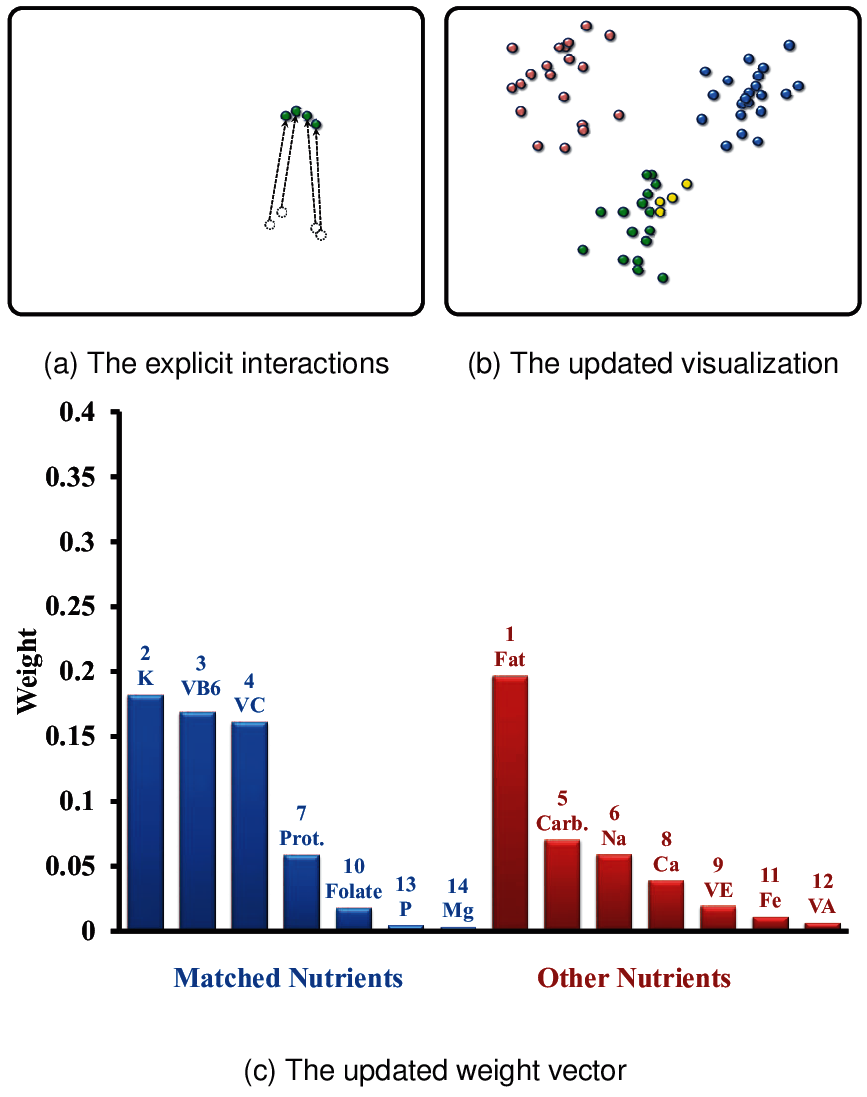 (a) The explicit interactions
(b) The updated visualization
0.4
0.35
0.3
0.25
0.2
0.15
0.1
0.05
0
Weight
2
K
3
VB6
4
VC
7
Prot.
10
Folate
13
P
14
Mg
1
Fat
5
Carb.
6
Na
8
Ca
9
VE
11
Fe
12
VA
Matched Nutrients
Other Nutrients
(c) The updated weight vector